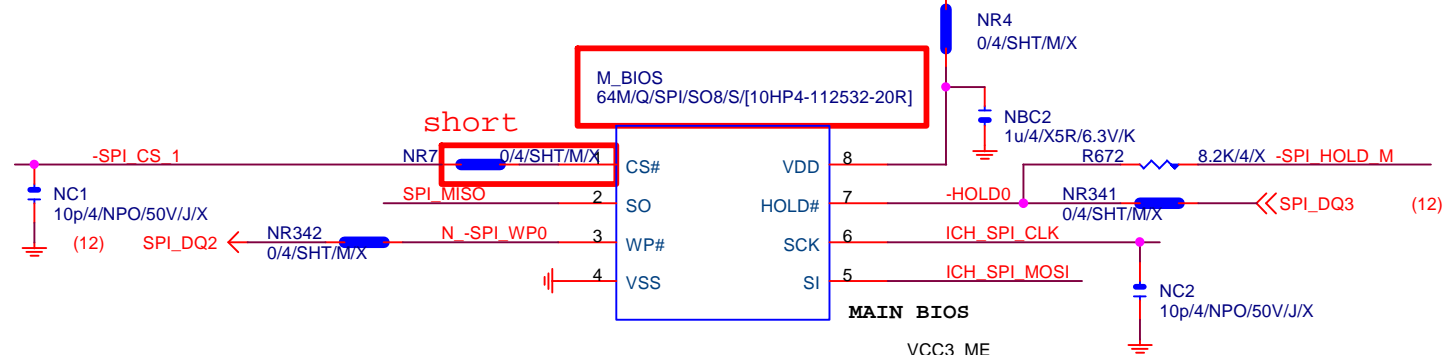 NR4
0/4/SHT/M/X
M_BIOS
64M/Q/SPI/SO8/S/[10HP4-112532-20R]
short
NBC2
1u/4/X5R/6.3V/K
-SPI_CS_1
NR7
0/4/SHT/M/X
1
CS#
VDD
8
R672
8.2K/4/X
-SPI_HOLD_M
NC1
10p/4/NPO/50V/J/X
SPI_MISO
2
SO
HOLD#
7
-HOLD0
NR341
0/4/SHT/M/X
SPI_DQ3
(12)
(12)
SPI_DQ2
NR342
0/4/SHT/M/X
N_-SPI_WP0
3
WP#
SCK
6
ICH_SPI_CLK
4
VSS
SI
5
ICH_SPI_MOSI
NC2
10p/4/NPO/50V/J/X
MAIN BIOS
VCC3_ME